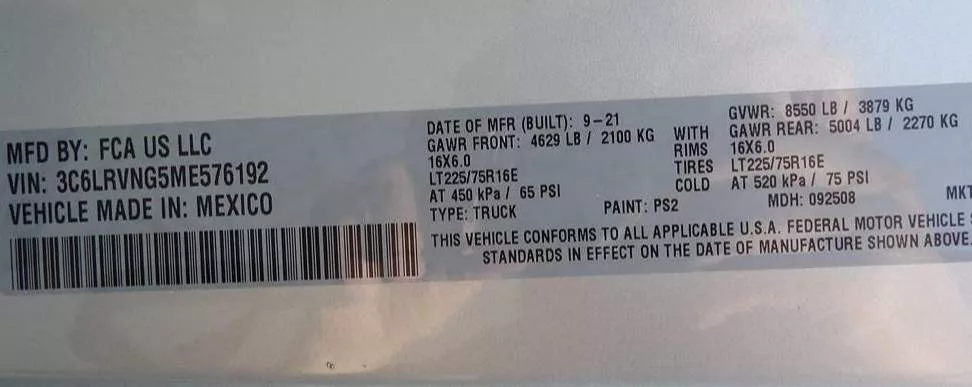 MFD BY: FCA US LLC
VIN: 3C6LRVNG5ME576192
VEHICLE MADE IN: MEXICO
DATE OF MFR (BUILT): 9-21
GAWR FRONT: 4629 LB / 2100 KG
16X6.0
LT225/75R16E
AT 450 kPa / 65 PSI
TYPE: TRUCK
PAINT: PS2
WITH
RIMS
TIRES
COLD
GVWR: 8550 LB / 3879 KG
GAWR REAR: 5004 LB / 2270 KG
16X6.0
LT225/75R16E
AT 520 kPa / 75 PSI
MDH: 092508
MKT
THIS VEHICLE CONFORMS TO ALL APPLICABLE U.S.A. FEDERAL MOTOR VEHICLE
STANDARDS IN EFFECT ON THE DATE OF MANUFACTURE SHOWN ABOVE.